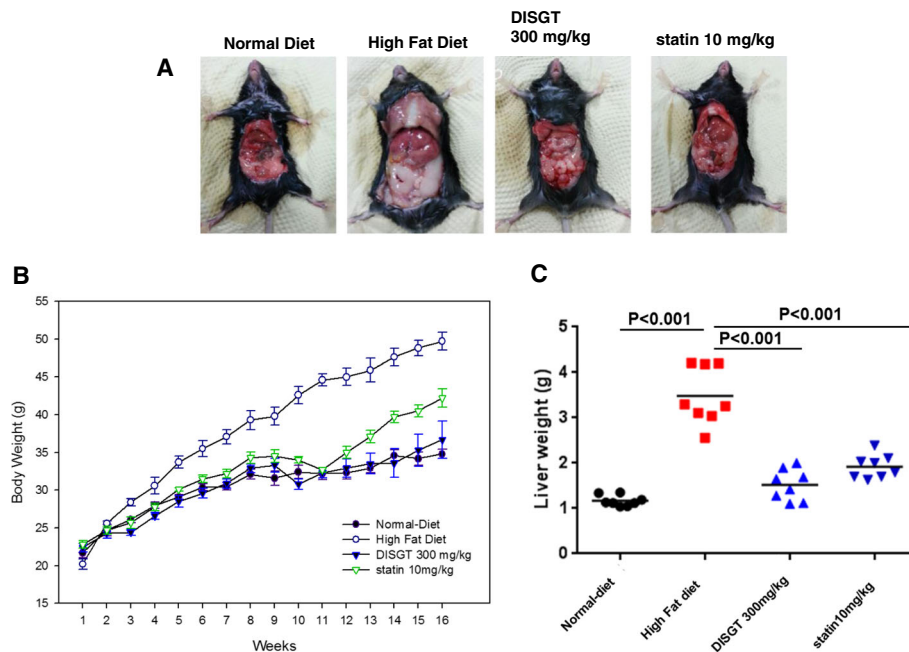 DISGT
300 mg/kg
Normal Diet
High Fat Diet
statin 10 mg/kg
A
B
55
50
45
40
35
30
25
20
15
Body Weight (g)
Normal-Diet
High Fat Diet
DISGT 300 mg/kg
statin 10mg/kg
1 2 3 4 5 6 7 8 9 10 11 12 13 14 15 16
Weeks
C
P<0.001
P<0.001
P<0.001
5
4
3
2
1
0
Liver weight (g)
Normal-diet
High Fat diet
DISGT 300mg/kg
statin10mg/kg